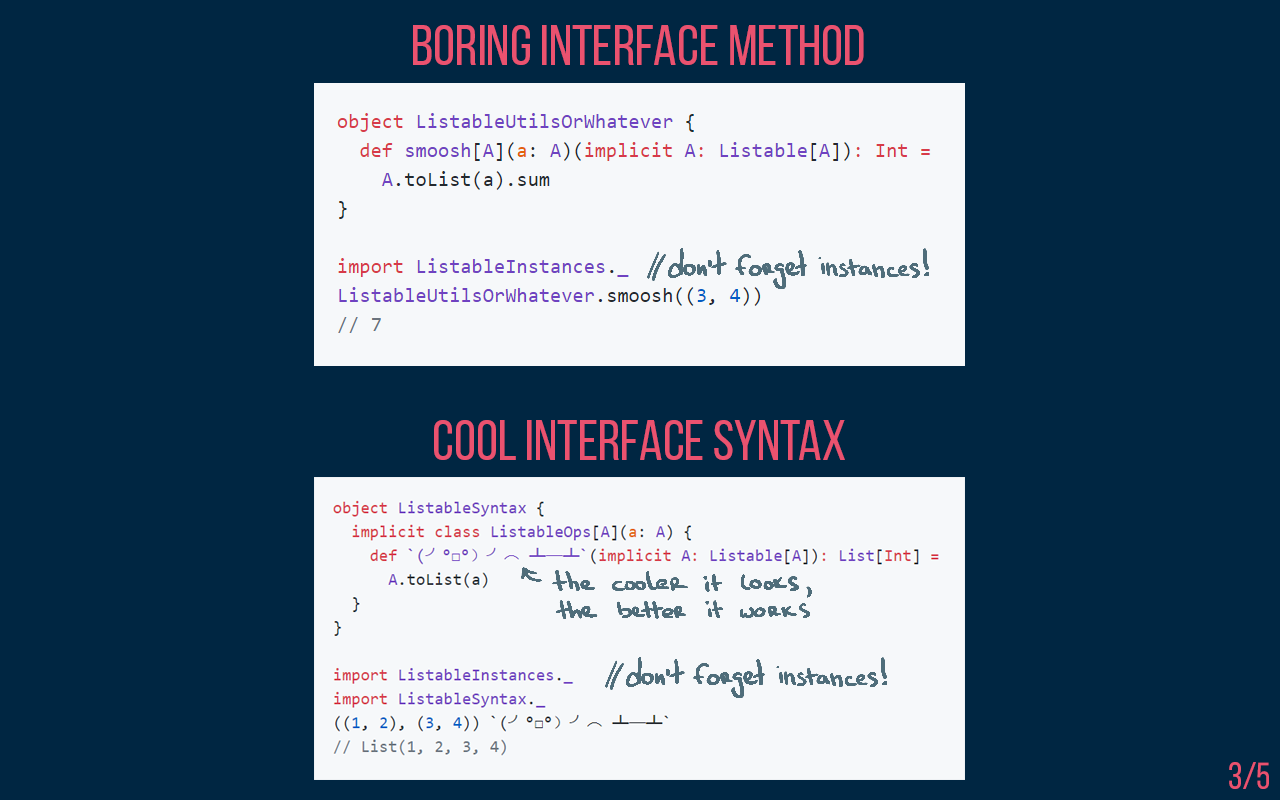 BORING INTERFACE METHOD
object ListableUtilsOrWhatever {
  def smoosh[A](a: A)(implicit A: Listable[A]): Int =
    A.toList(a).sum
}
import ListableInstances._ // don't forget instances!
ListableUtilsOrWhatever.smoosh((3, 4))
// 7
COOL INTERFACE SYNTAX
object ListableSyntax {
  implicit class ListableOps[A](a: A) {
    def `(╯°□°）╯︵ ┻━┻`(implicit A: Listable[A]): List[Int] =
      A.toList(a)
the cooler it looks,
the better it works
  }
}
import ListableInstances._ // don't forget instances!
import ListableSyntax._
((1, 2), (3, 4)) `(╯°□°）╯︵ ┻━┻`
// List(1, 2, 3, 4)
3/5